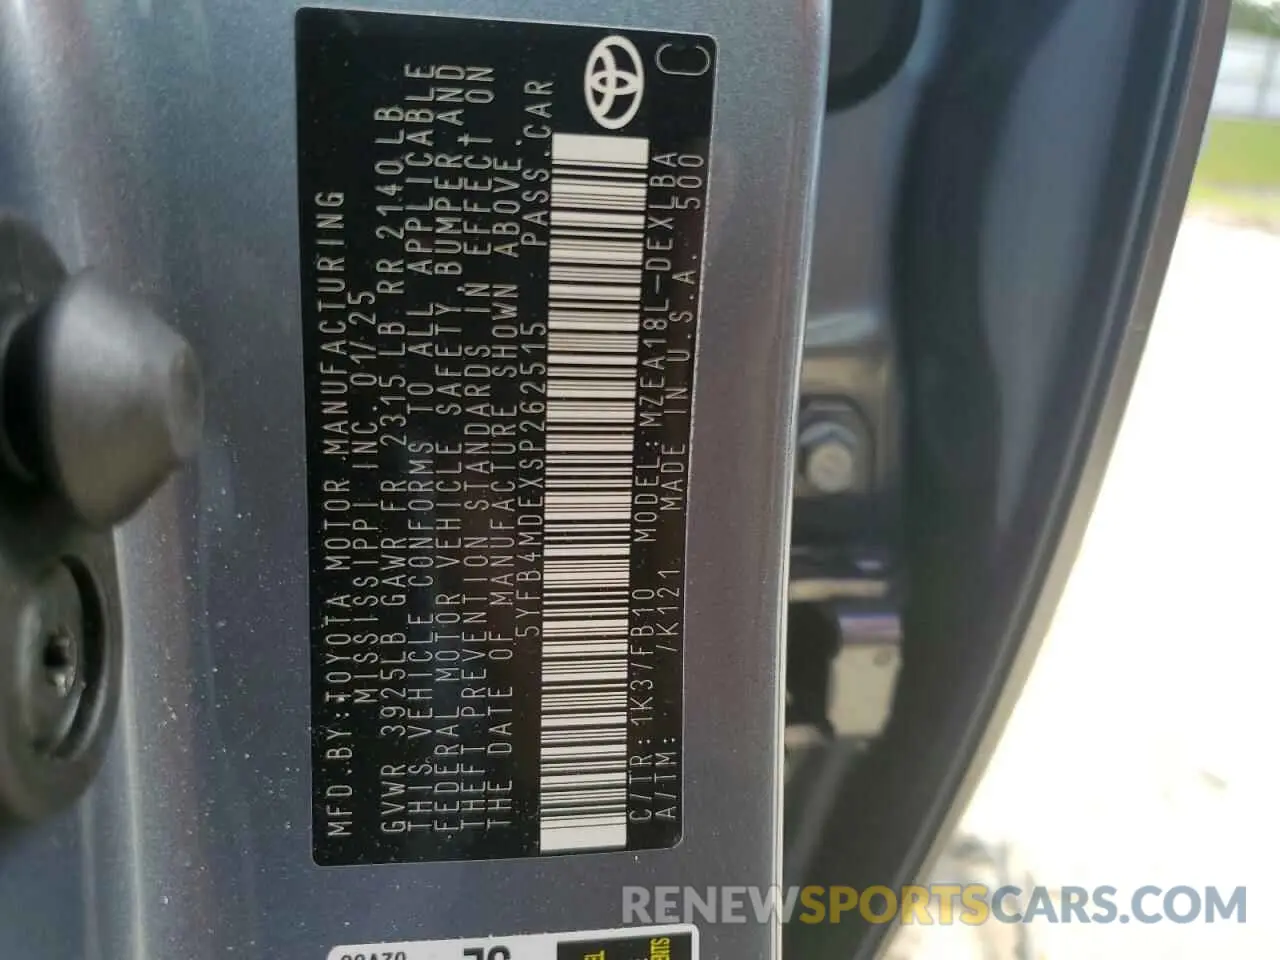 MFD.BY:TOYOTA MOTOR MANUFACTURING
MISSISSIPPI INC.01/25
GVWR 3925LB GAWR FR 2315 LB RR 2140LB
THIS VEHICLE CONFORMS TO ALL APPLICABLE
FEDERAL MOTOR VEHICLE SAFETY, BUMPER AND
THEFT PREVENTION STANDARDS IN EFFECT ON
THE DATE OF MANUFACTURE SHOWN ABOVE.
5YFB4MDEXSP262515 PASS.CAR
C/TR:1K3/FB10 MODEL:MZEA18L-DEXLBA
A/TM: /K121 MADE IN U.S.A. 500
C
RENEWSPORTSCARS.COM